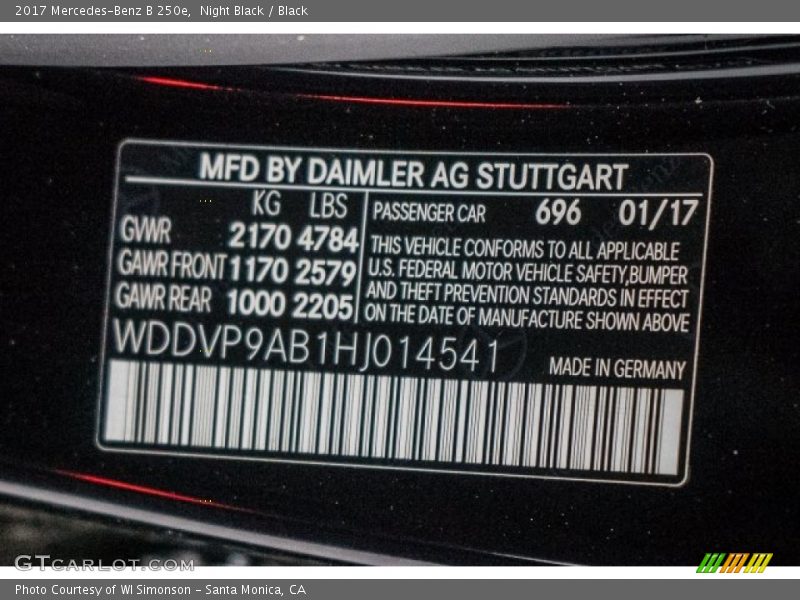 2017 Mercedes-Benz B 250e, Night Black / Black
MFD BY DAIMLER AG STUTTGART
KG LBS
GVWR 2170 4784
GAWR FRONT 1170 2579
GAWR REAR 1000 2205
PASSENGER CAR 696 01/17
THIS VEHICLE CONFORMS TO ALL APPLICABLE
U.S. FEDERAL MOTOR VEHICLE SAFETY,BUMPER
AND THEFT PREVENTION STANDARDS IN EFFECT
ON THE DATE OF MANUFACTURE SHOWN ABOVE
WDDVP9AB1HJ014541
MADE IN GERMANY
GTCARLOT.COM
Photo Courtesy of WI Simonson - Santa Monica, CA